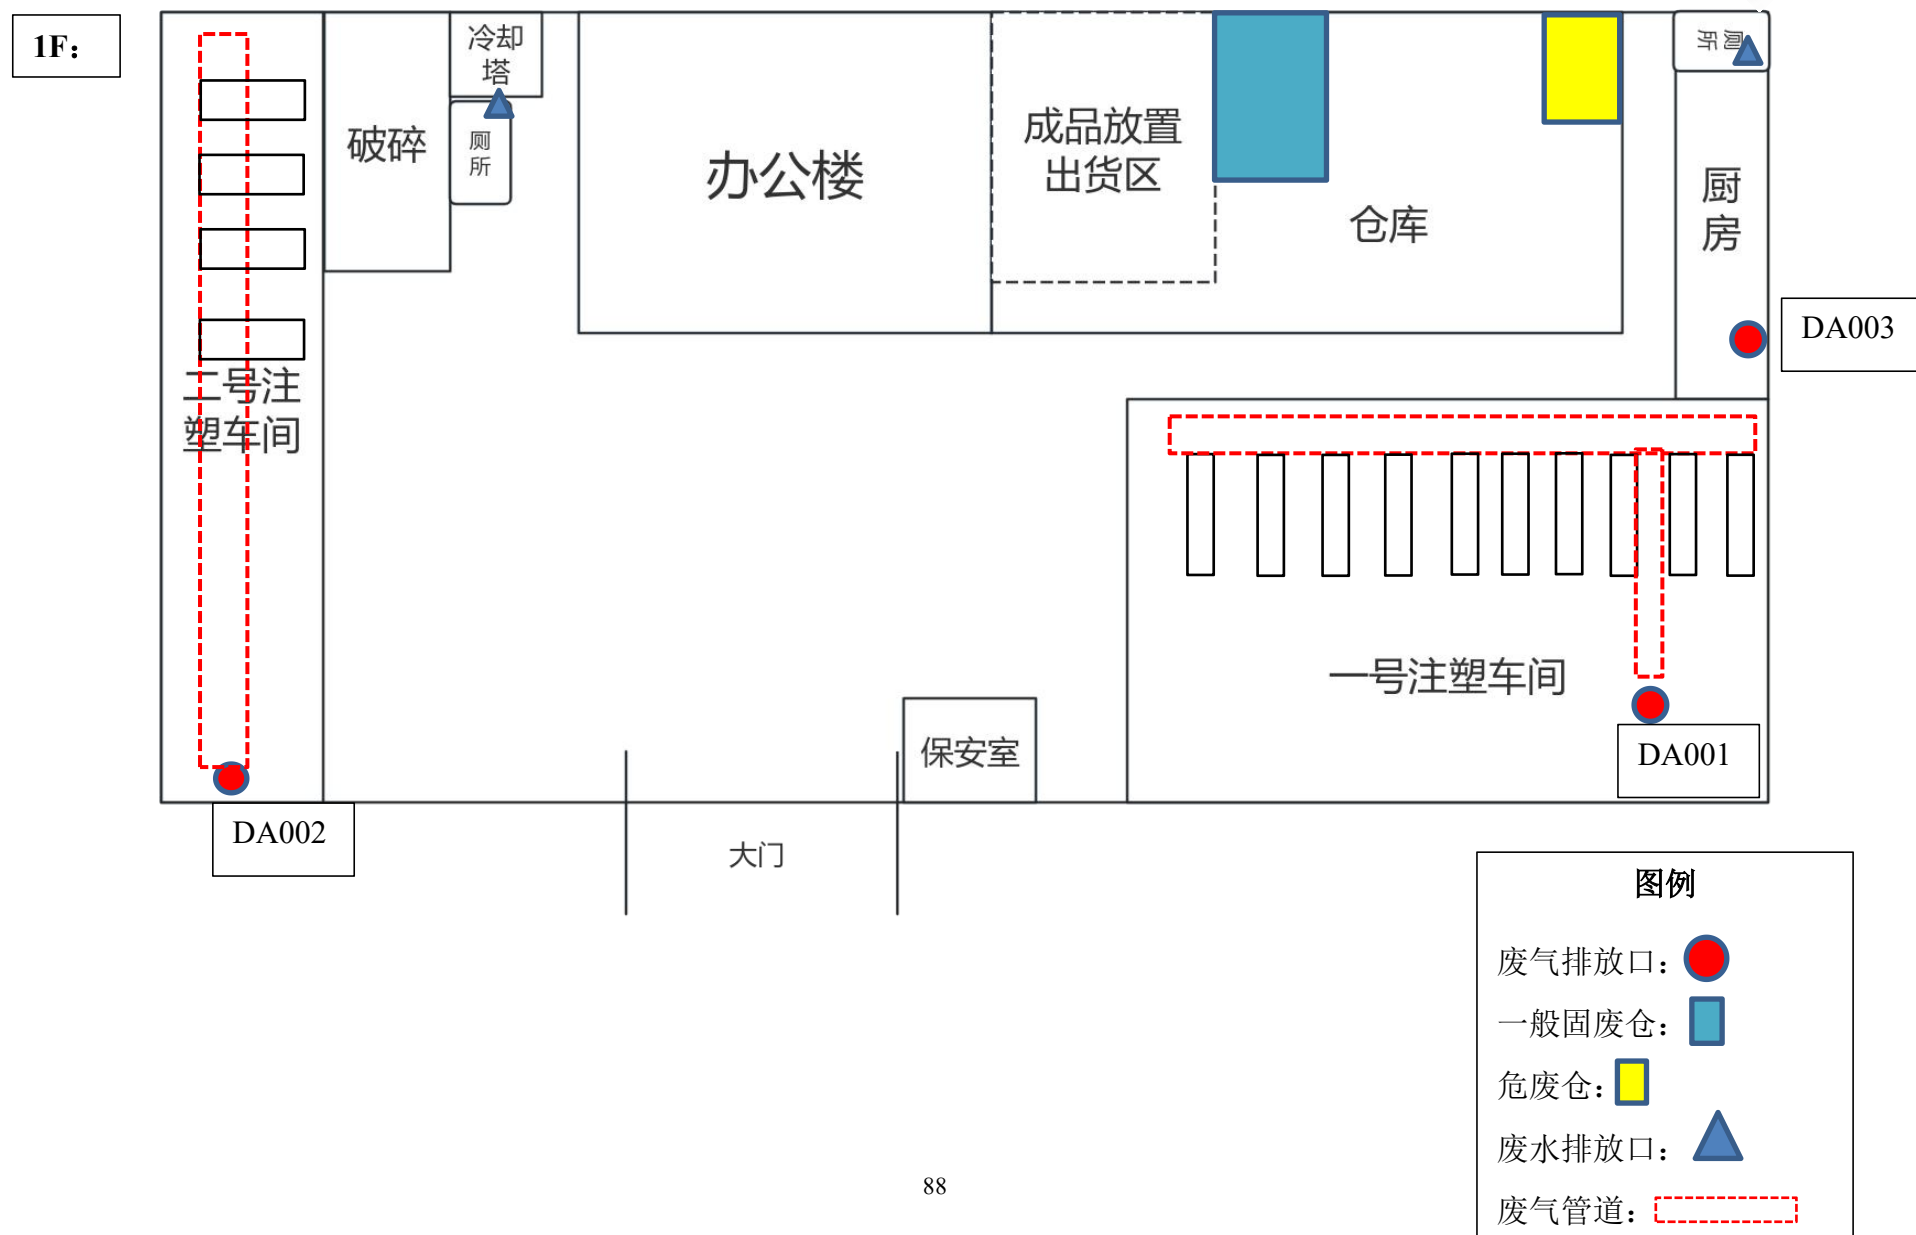 1F：
冷却
塔
厕
所
破碎
办公楼
成品放置
出货区
仓库
厕所
厨
房
DA003
二号注
塑车间
一号注塑车间
保安室
DA001
DA002
大门
图例
废气排放口：
一般固废仓：
危废仓：
废水排放口：
废气管道：
88